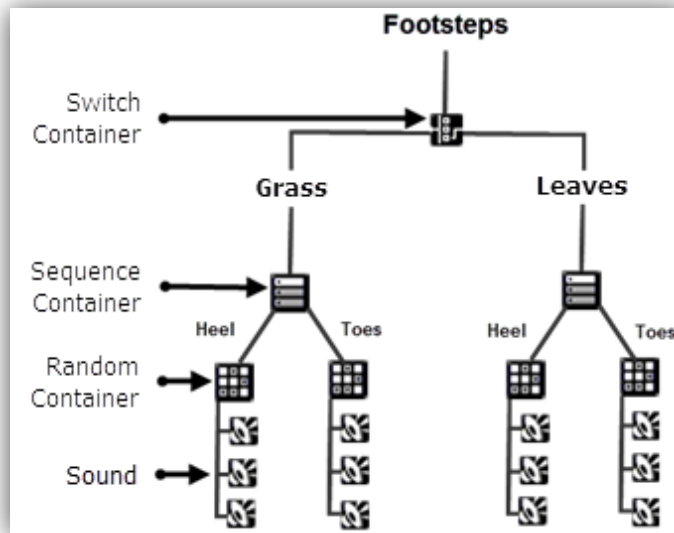 Footsteps
Switch
Container
Grass
Leaves
Sequence
Container
Heel
Toes
Heel
Toes
Random
Container
Sound